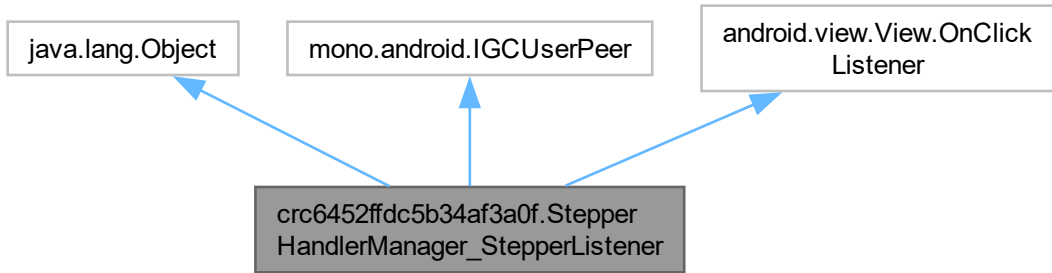 java.lang.Object
mono.android.IGCUserPeer
android.view.View.OnClick
Listener
crc6452ffdc5b34af3a0f.Stepper
HandlerManager_StepperListener